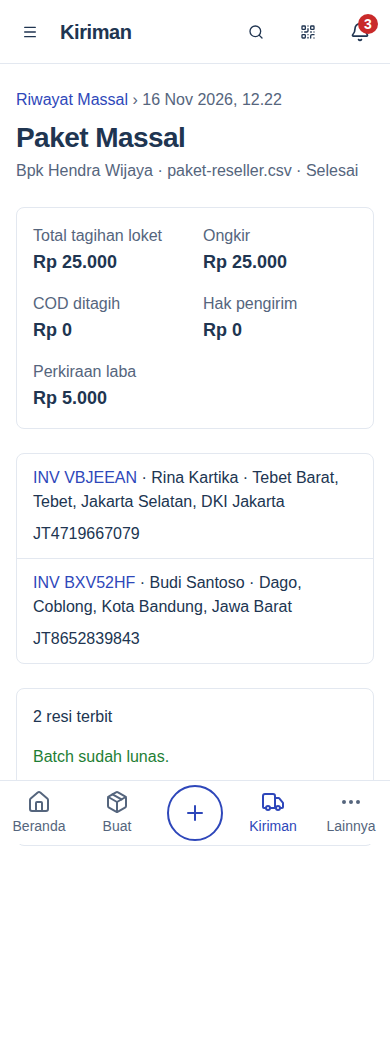 Kiriman
3
Riwayat Massal › 16 Nov 2026, 12.22
Paket Massal
Bpk Hendra Wijaya · paket-reseller.csv · Selesai
Total tagihan loket
Rp 25.000
Ongkir
Rp 25.000
COD ditagih
Rp 0
Hak pengirim
Rp 0
Perkiraan laba
Rp 5.000
INV VBJEEAN · Rina Kartika · Tebet Barat,
Tebet, Jakarta Selatan, DKI Jakarta
JT4719667079
INV BXV52HF · Budi Santoso · Dago,
Coblong, Kota Bandung, Jawa Barat
JT8652839843
2 resi terbit
Batch sudah lunas.
Beranda
Buat
Kiriman
Lainnya